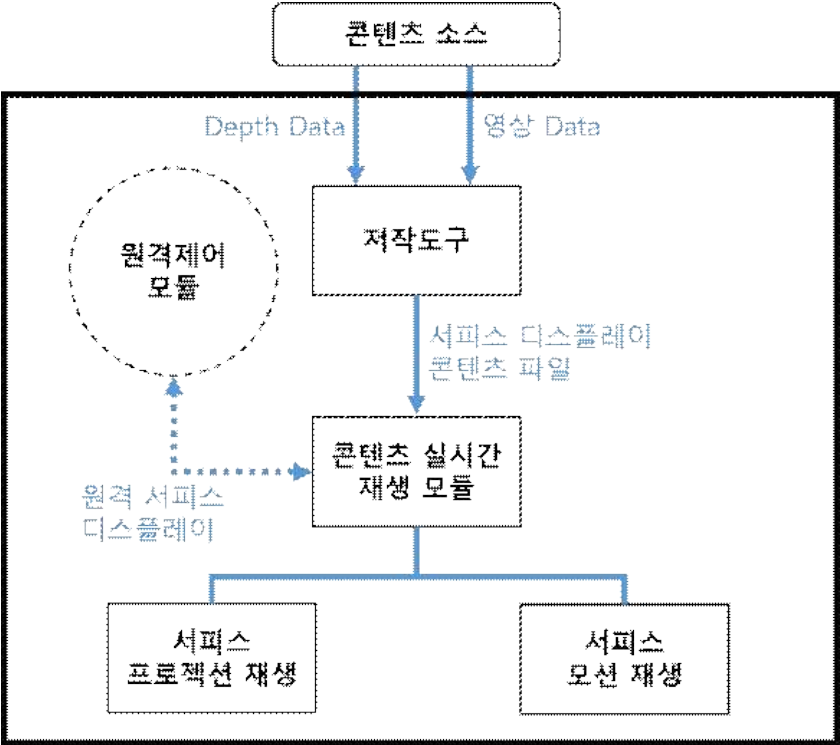 콘텐츠 소스
Depth Data
영상 Data
원격제어
모듈
저작도구
서피스 디스플레이
콘텐츠 파일
콘텐츠 실시간
재생 모듈
원격 서피스
디스플레이
서피스
프로젝션 재생
서피스
모션 재생